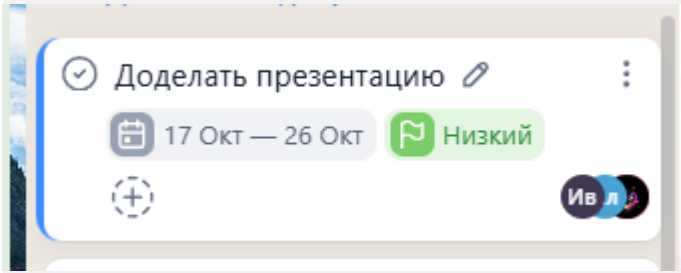 Доделать презентацию
17 Окт — 26 Окт Низкий
Ив л